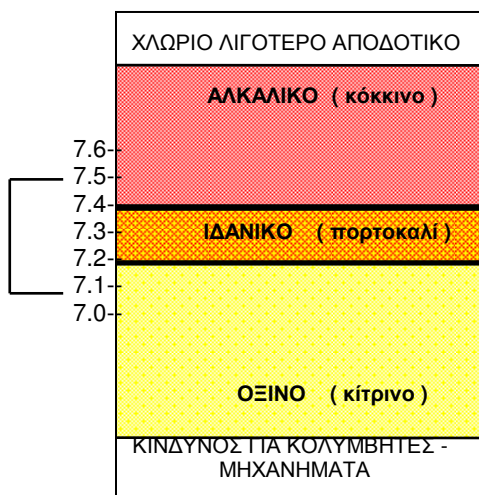 ΧΛΩΡΙΟ ΛΙΓΟΤΕΡΟ ΑΠΟΔΟΤΙΚΟ
ΑΛΚΑΛΙΚΟ ( κόκκινο )
7.6-
7.5-
7.4-
7.3-
ΙΔΑΝΙΚΟ ( πορτοκαλί )
7.2-
7.1-
7.0-
ΟΞΙΝΟ ( κίτρινο )
ΚΙΝΔΥΝΟΣ ΓΙΑ ΚΟΛΥΜΒΗΤΕΣ -
ΜΗΧΑΝΗΜΑΤΑ